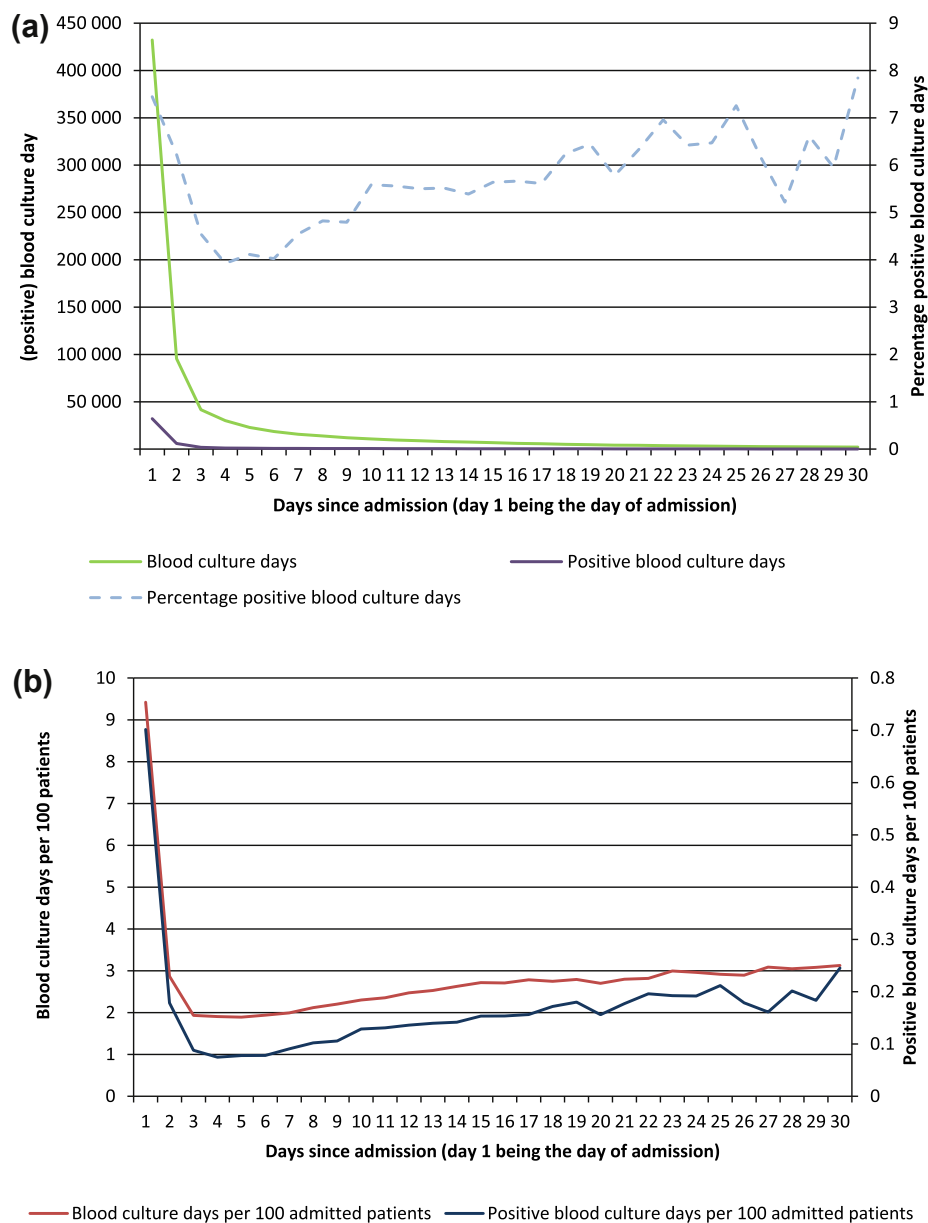 (a)
(positive) blood culture day
450 000
400 000
350 000
300 000
250 000
200 000
150 000
100 000
50 000
9
8
7
6
5
4
3
2
1
0
Percentage positive blood culture days
1 2 3 4 5 6 7 8 9 10 11 12 13 14 15 16 17 18 19 20 21 22 23 24 25 26 27 28 29 30
Days since admission (day 1 being the day of admission)
Blood culture days
Positive blood culture days
Percentage positive blood culture days
(b)
Blood culture days per 100 patients
10
9
8
7
6
5
4
3
2
1
0
0.8
0.7
0.6
0.5
0.4
0.3
0.2
0.1
0
Positive blood culture days per 100 patients
1 2 3 4 5 6 7 8 9 10 11 12 13 14 15 16 17 18 19 20 21 22 23 24 25 26 27 28 29 30
Days since admission (day 1 being the day of admission)
Blood culture days per 100 admitted patients
Positive blood culture days per 100 admitted patients